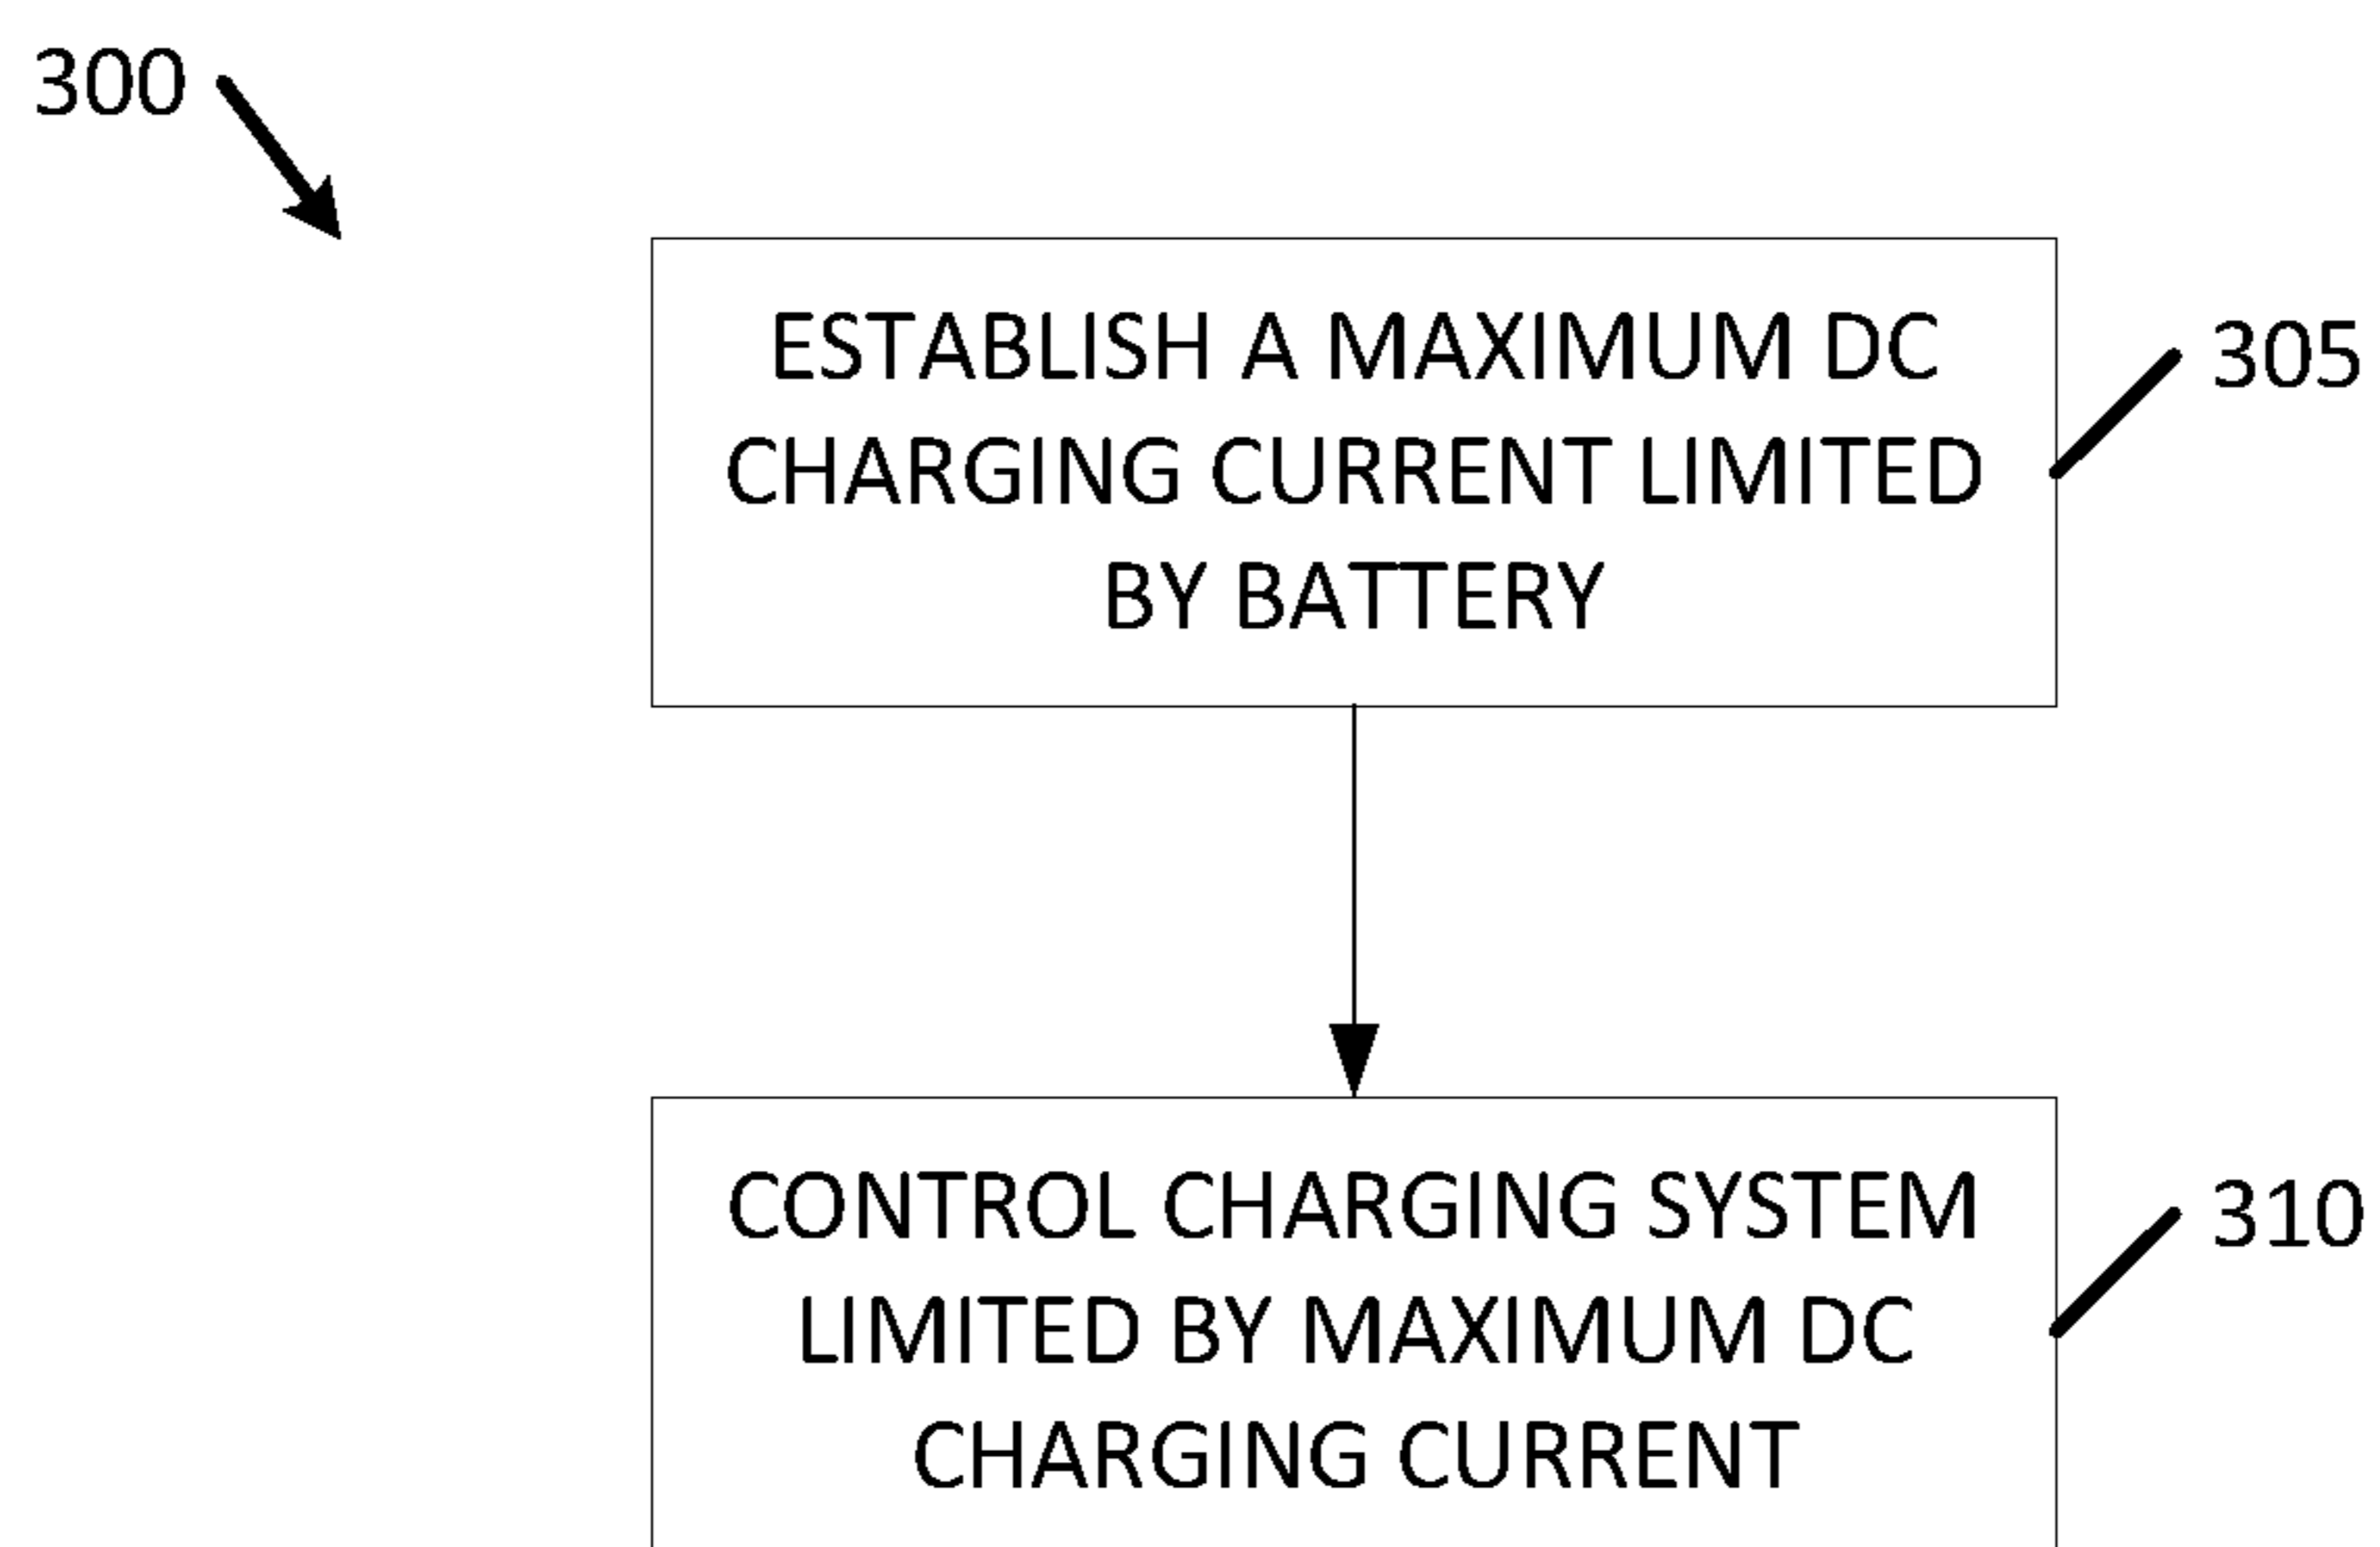 300
ESTABLISH A MAXIMUM DC
CHARGING CURRENT LIMITED
BY BATTERY
305
CONTROL CHARGING SYSTEM
LIMITED BY MAXIMUM DC
CHARGING CURRENT
310